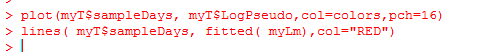 > plot(myT$sampleDays, myT$LogPseudo,col=colors,pch=16)
> lines( myT$sampleDays, fitted( myLm),col="RED")
>